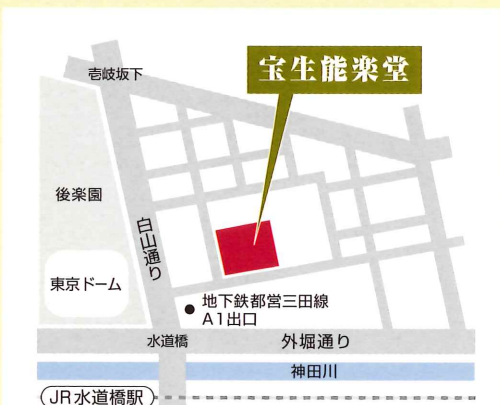 壱岐坂下
宝生能楽堂
後楽園
白山通り
東京ドーム
地下鉄都営三田線
A1出口
水道橋
外堀通り
神田川
JR水道橋駅